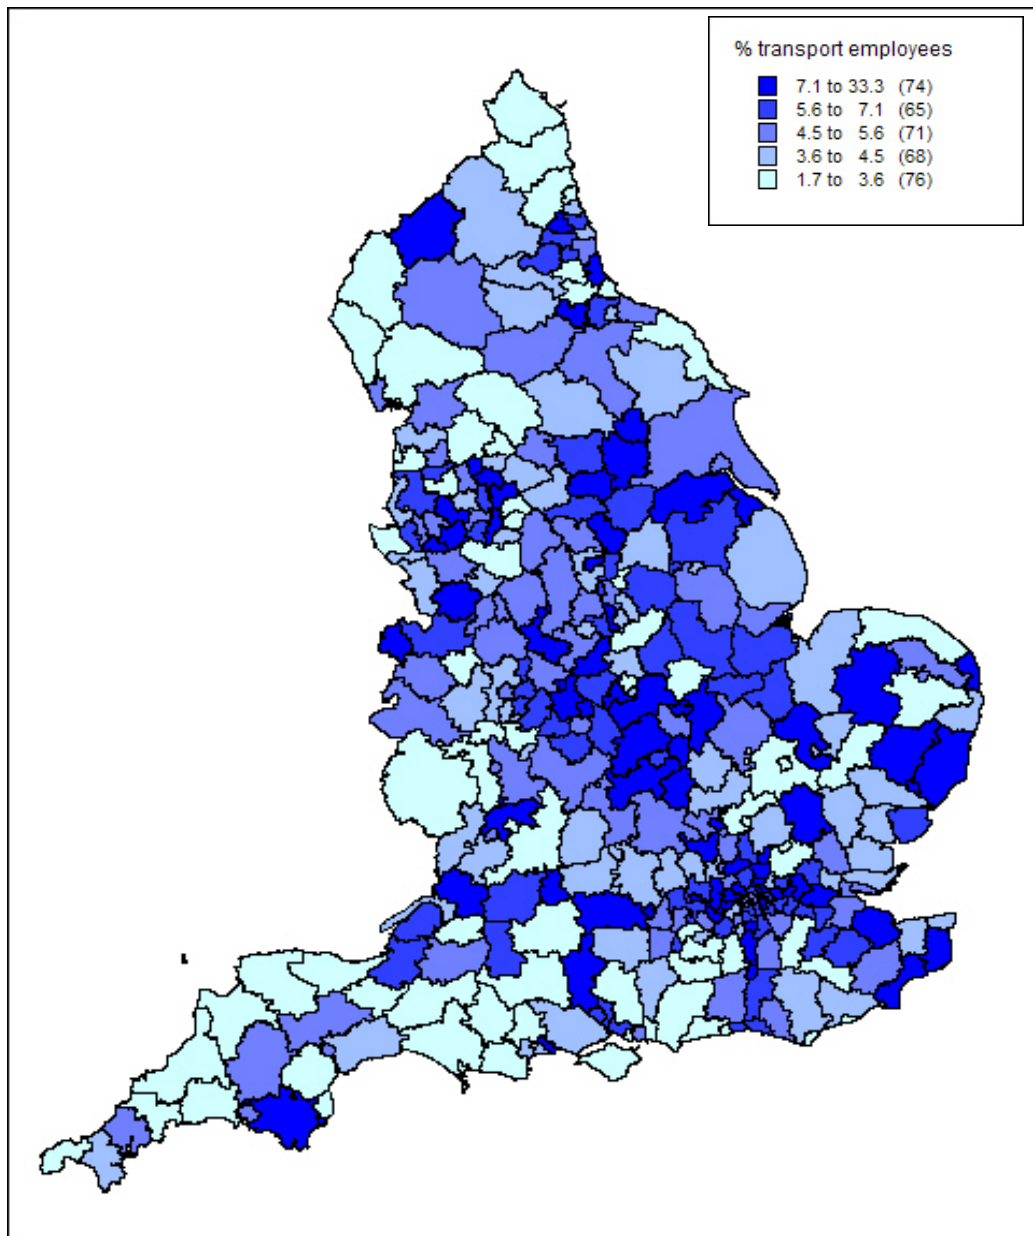 % transport employees
7.1 to 33.3 (74)
5.6 to 7.1 (65)
4.5 to 5.6 (71)
3.6 to 4.5 (68)
1.7 to 3.6 (76)